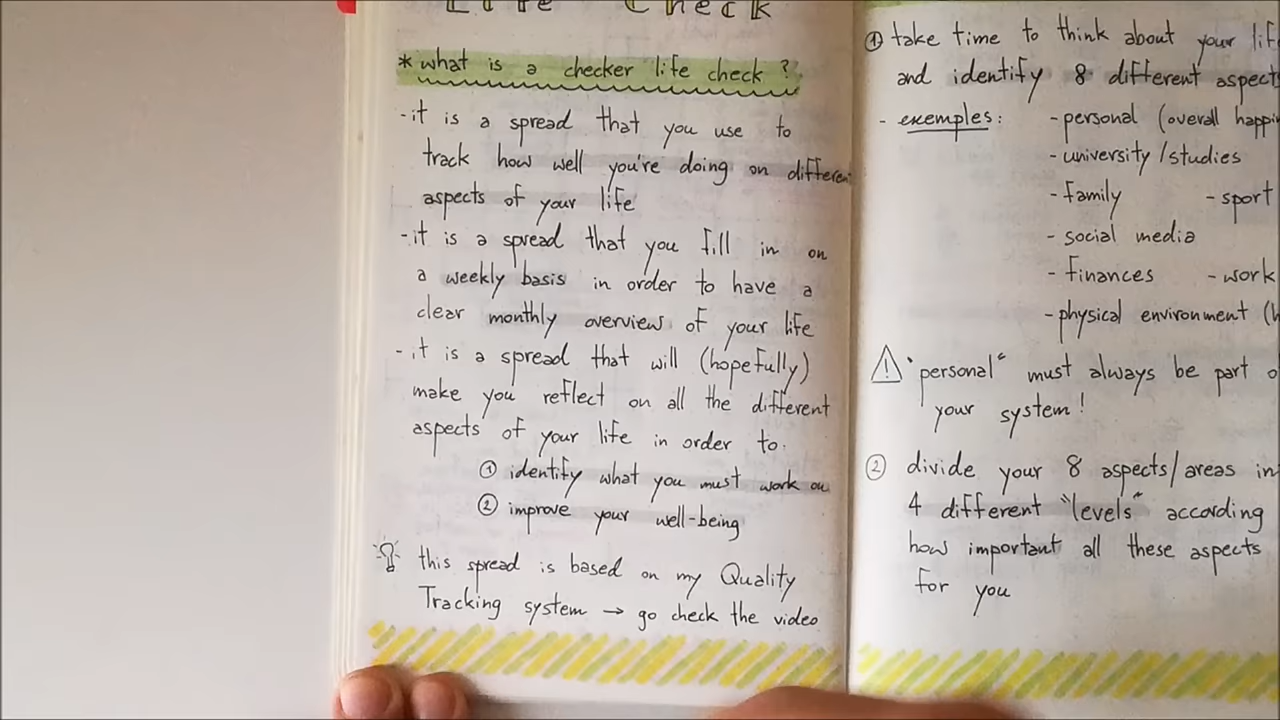 Life Check
*what is a checker life check ?
-it is a spread that you use to
track how well you're doing on differen
aspects of your life
-it is a spread that you fill in on
a weekly basis in order to have a
clear monthly overview of your life
-it is a spread that will (hopefully)
make you reflect on all the different
aspects of your life in order to.
① identify what you must work on
② improve your well-being
this spread is based on my Quality
Tracking system → go check the video
① take time to think about your lif
and identify 8 different aspects
- exemples: -personal (overall happin
-university/studies
-family -sport
-social media
-finances -work
-physical environment (h
⚠ "personal" must always be part o
your system!
② divide your 8 aspects/areas in
4 different "levels" according
how important all these aspects
for you